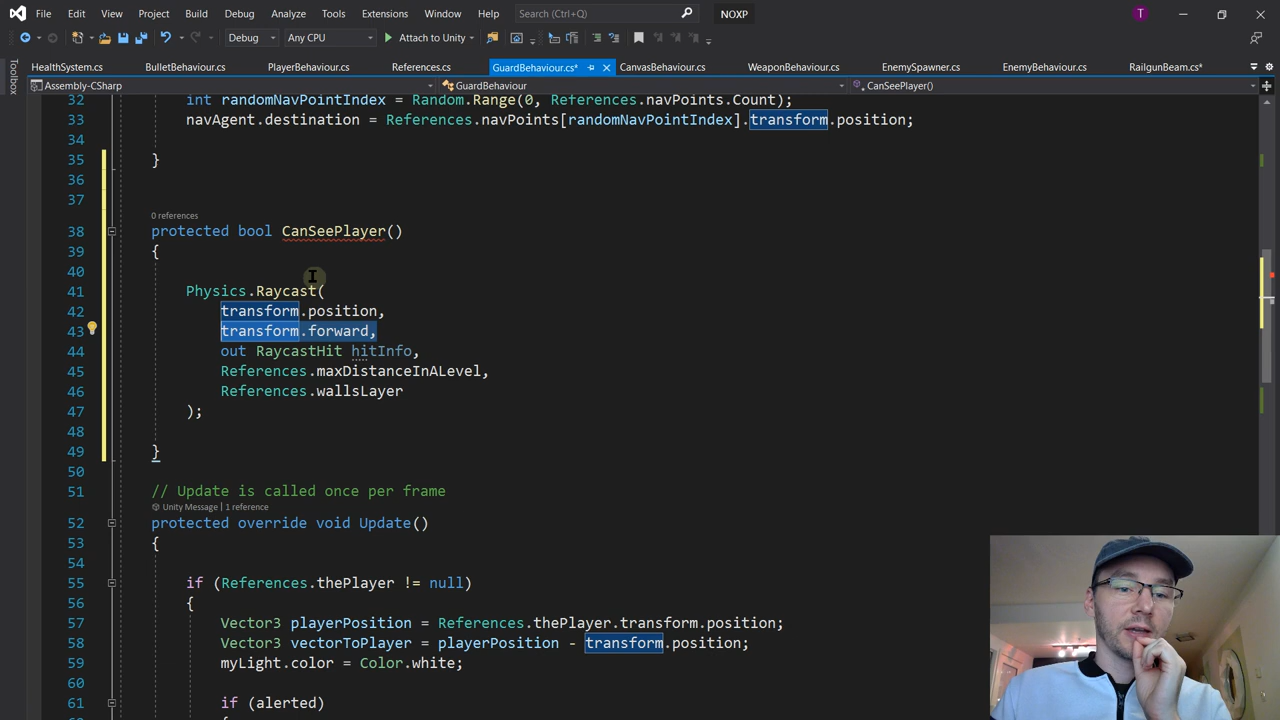 File Edit View Project Build Debug Analyze Tools Extensions Window Help Search (Ctrl+Q) NOXP T
Debug Any CPU Attach to Unity
HealthSystem.cs BulletBehaviour.cs PlayerBehaviour.cs References.cs GuardBehaviour.cs* CanvasBehaviour.cs WeaponBehaviour.cs EnemySpawner.cs EnemyBehaviour.cs RailgunBeam.cs*
Toolbox
Assembly-CSharp GuardBehaviour CanSeePlayer()
32 int randomNavPointIndex = Random.Range(0, References.navPoints.Count);
33 navAgent.destination = References.navPoints[randomNavPointIndex].transform.position;
34
35 }
36
37
0 references
38 protected bool CanSeePlayer()
39 {
40
41 Physics.Raycast(
42 transform.position,
43 transform.forward,
44 out RaycastHit hitInfo,
45 References.maxDistanceInALevel,
46 References.wallsLayer
47 );
48
49 }
50
51 // Update is called once per frame
Unity Message | 1 reference
52 protected override void Update()
53 {
54
55 if (References.thePlayer != null)
56 {
57 Vector3 playerPosition = References.thePlayer.transform.position;
58 Vector3 vectorToPlayer = playerPosition - transform.position;
59 myLight.color = Color.white;
60
61 if (alerted)